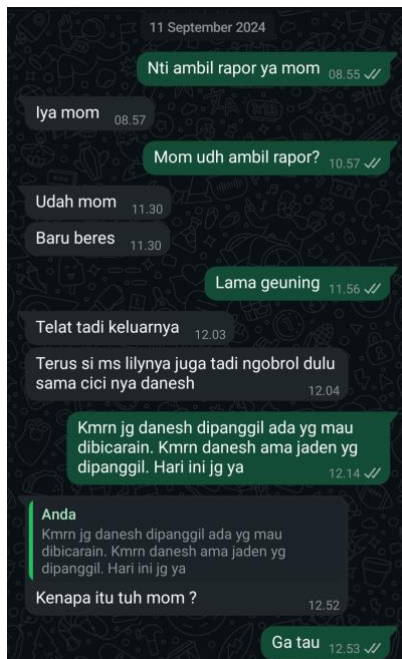 11 September 2024
Nti ambil rapor ya mom 08.55
Iya mom 08.57
Mom udh ambil rapor? 10.57
Udah mom 11.30
Baru beres 11.30
Lama geuning 11.56
Telat tadi keluarnya 12.03
Terus si ms lilynya juga tadi ngobrol dulu
sama cici nya danesh 12.04
Kmrn jg danesh dipanggil ada yg mau
dibicarain. Kmrn danesh ama jaden yg
dipanggil. Hari ini jg ya 12.14
Anda
Kmrn jg danesh dipanggil ada yg mau
dibicarain. Kmrn danesh ama jaden yg
dipanggil. Hari ini jg ya
Kenapa itu tuh mom ? 12.52
Ga tau 12.53